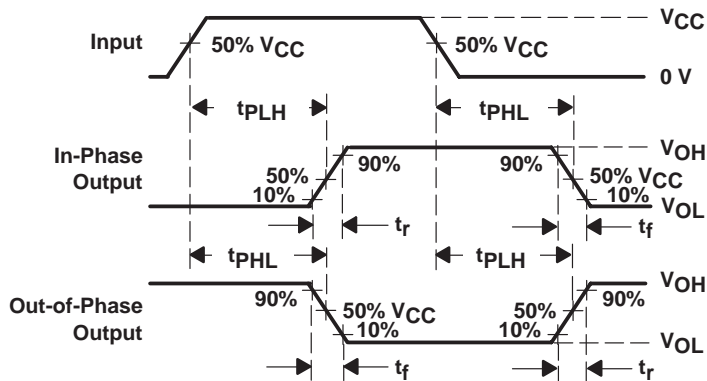 VCC
Input
50% VCC
50% VCC
0 V
tPLH
tPHL
In-Phase
Output
VOH
50%
10%
90%
90%
50% VCC
10%
VOL
tr
tf
tPHL
tPLH
Out-of-Phase
Output
VOH
90%
50% VCC
10%
50%
10%
90%
VOL
tf
tr